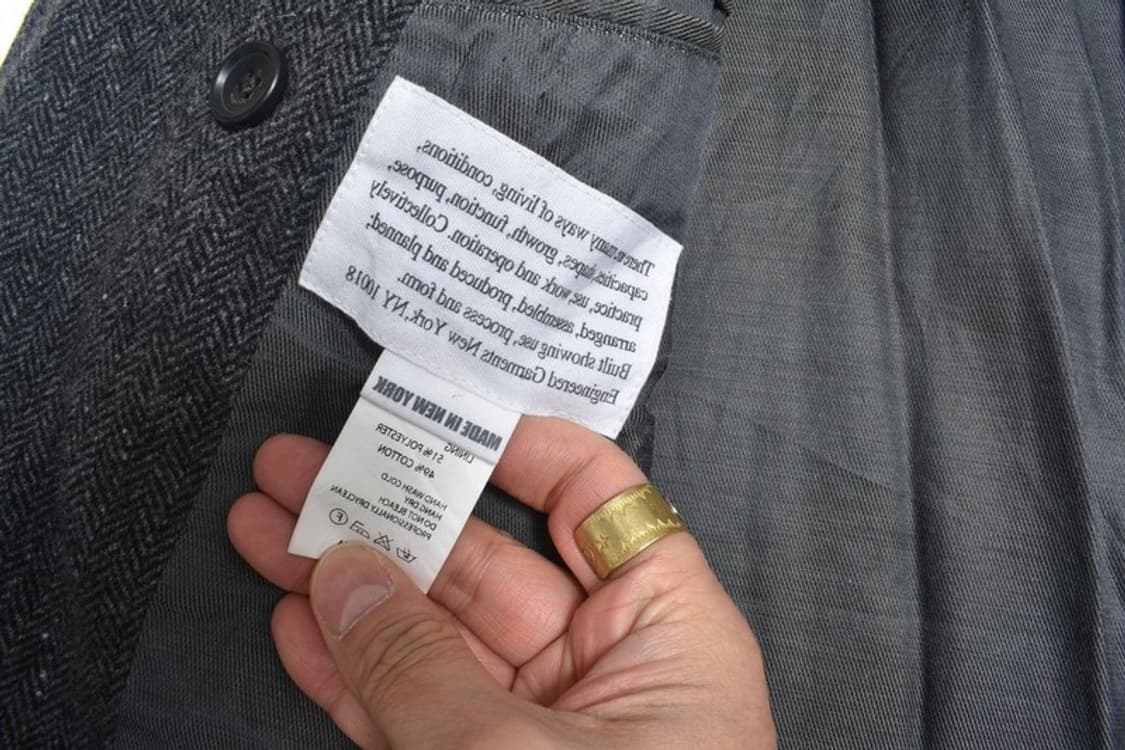 There many ways of living, conditions,
capacities, shapes, growth, function, purpose,
practice, use, work and operation. Collectively
arranged, assembled, produced and planned:
Built showing use, process and form.
Engineered Garments New York, NY 10018
MADE IN NEW YORK
LINING
51% POLYESTER
49% COTTON
HAND WASH COLD
HANG DRY
DO NOT BLEACH
PROFESSIONALLY DRYCLEAN
F